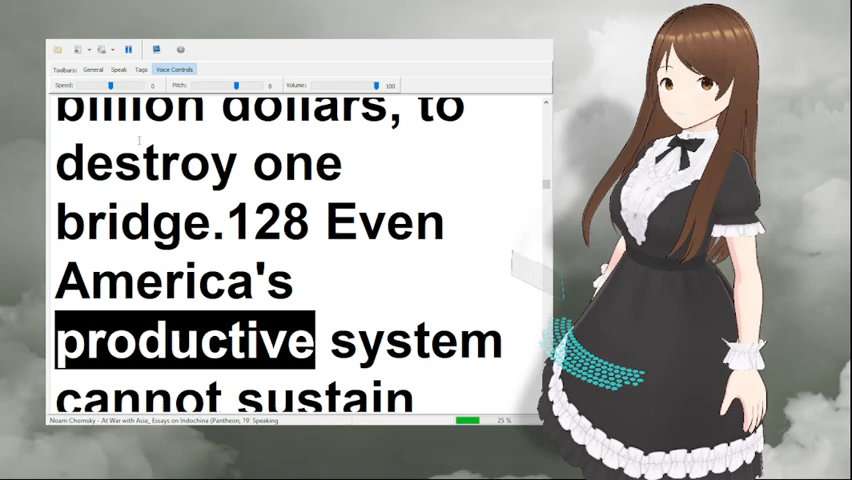 Toolbars: General Speak Tags Voice Controls
Speed: 0 Pitch: 8 Volume: 100
billion dollars, to
destroy one
bridge.128 Even
America's
productive system
cannot sustain
Noam Chomsky - At War with Asia_ Essays on Indochina (Pantheon, 19 Speaking 25 %